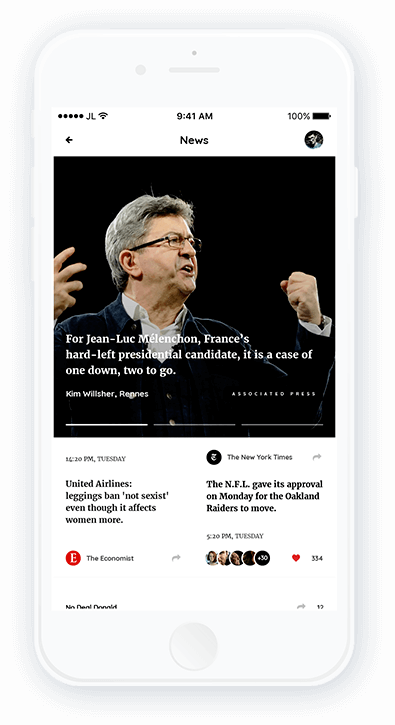 JL 9:41 AM 100%
News
For Jean-Luc Mélenchon, France's
hard-left presidential candidate, it is a case of
one down, two to go.
Kim Willsher, Rennes
ASSOCIATED PRESS
14:20 PM, TUESDAY
United Airlines:
leggings ban 'not sexist'
even though it affects
women more.
E The Economist
T The New York Times
The N.F.L. gave its approval
on Monday for the Oakland
Raiders to move.
5:20 PM, TUESDAY
+30 334
No Deal Donald 12